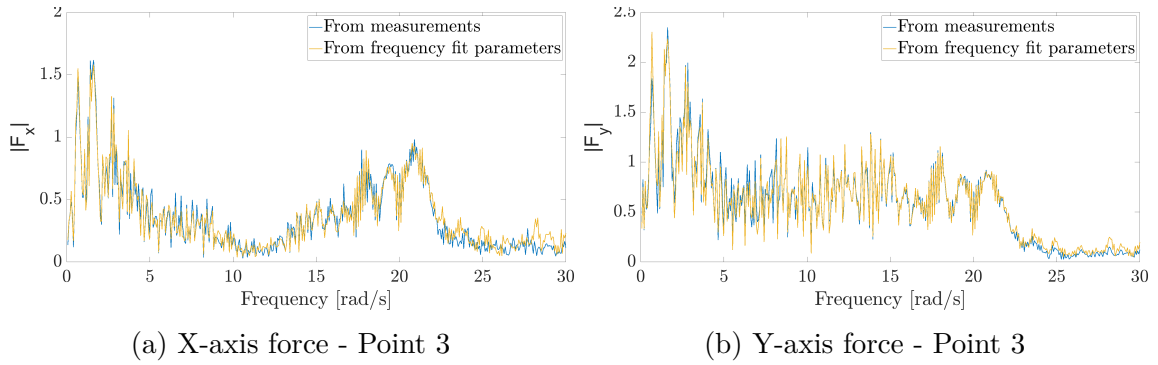 2
1.5
1
0.5
0
0 5 10 15 20 25 30
|Fx|
Frequency [rad/s]
From measurements
From frequency fit parameters
(a) X-axis force - Point 3
2.5
2
1.5
1
0.5
0
0 5 10 15 20 25 30
|Fy|
Frequency [rad/s]
From measurements
From frequency fit parameters
(b) Y-axis force - Point 3